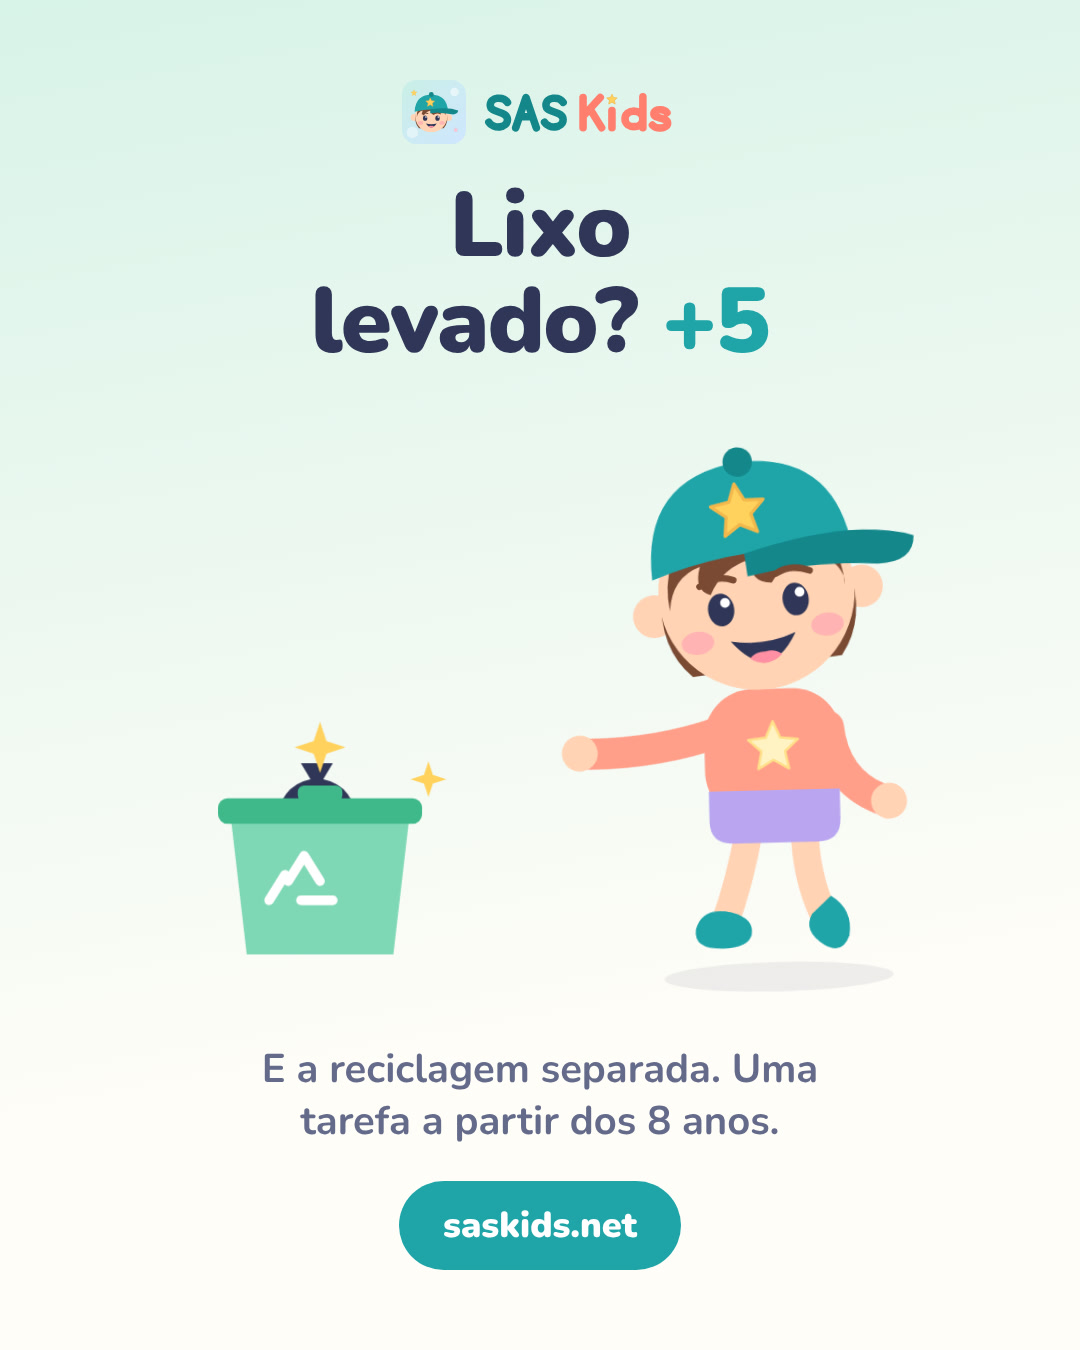 SAS Kids
Lixo
levado? +5
E a reciclagem separada. Uma
tarefa a partir dos 8 anos.
saskids.net